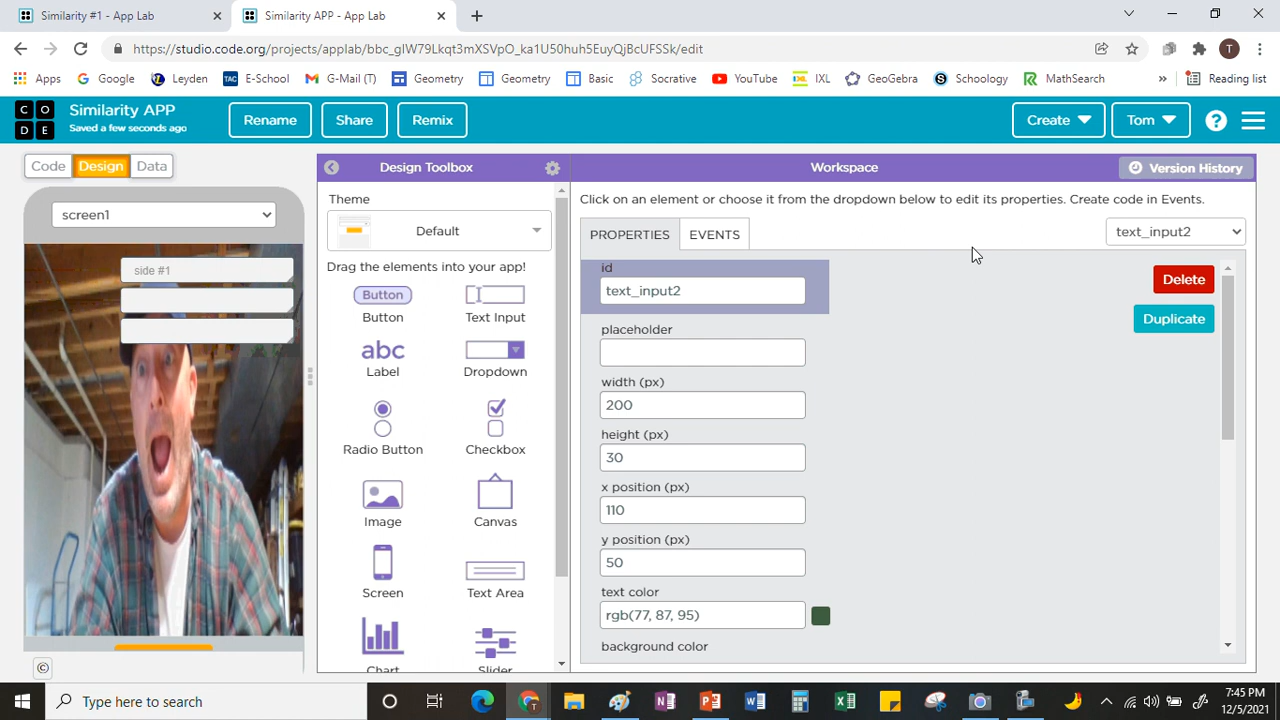 Similarity #1 - App Lab
Similarity APP - App Lab
https://studio.code.org/projects/applab/bbc_gIW79Lkqt3mXSVpO_ka1U50huh5EuyQjBcUFSSk/edit
T
Apps Google Leyden TAC E-School G-Mail (T) Geometry Geometry Basic Socrative YouTube IXL IXL GeoGebra Schoology MathSearch » Reading list
CODE
Similarity APP
Saved a few seconds ago
Rename Share Remix Create Tom ?
Code Design Data
Design Toolbox
Workspace
Version History
screen1
side #1
Theme
Default
Drag the elements into your app!
Button
Button
Text Input
abc
Label
Dropdown
Radio Button
Checkbox
Image
Canvas
Screen
Text Area
Chart
Slider
Click on an element or choose it from the dropdown below to edit its properties. Create code in Events.
PROPERTIES EVENTS text_input2
Delete
Duplicate
id
text_input2
placeholder
width (px)
200
height (px)
30
x position (px)
110
y position (px)
50
text color
rgb(77, 87, 95)
background color
©
Type here to search
7:45 PM
12/5/2021